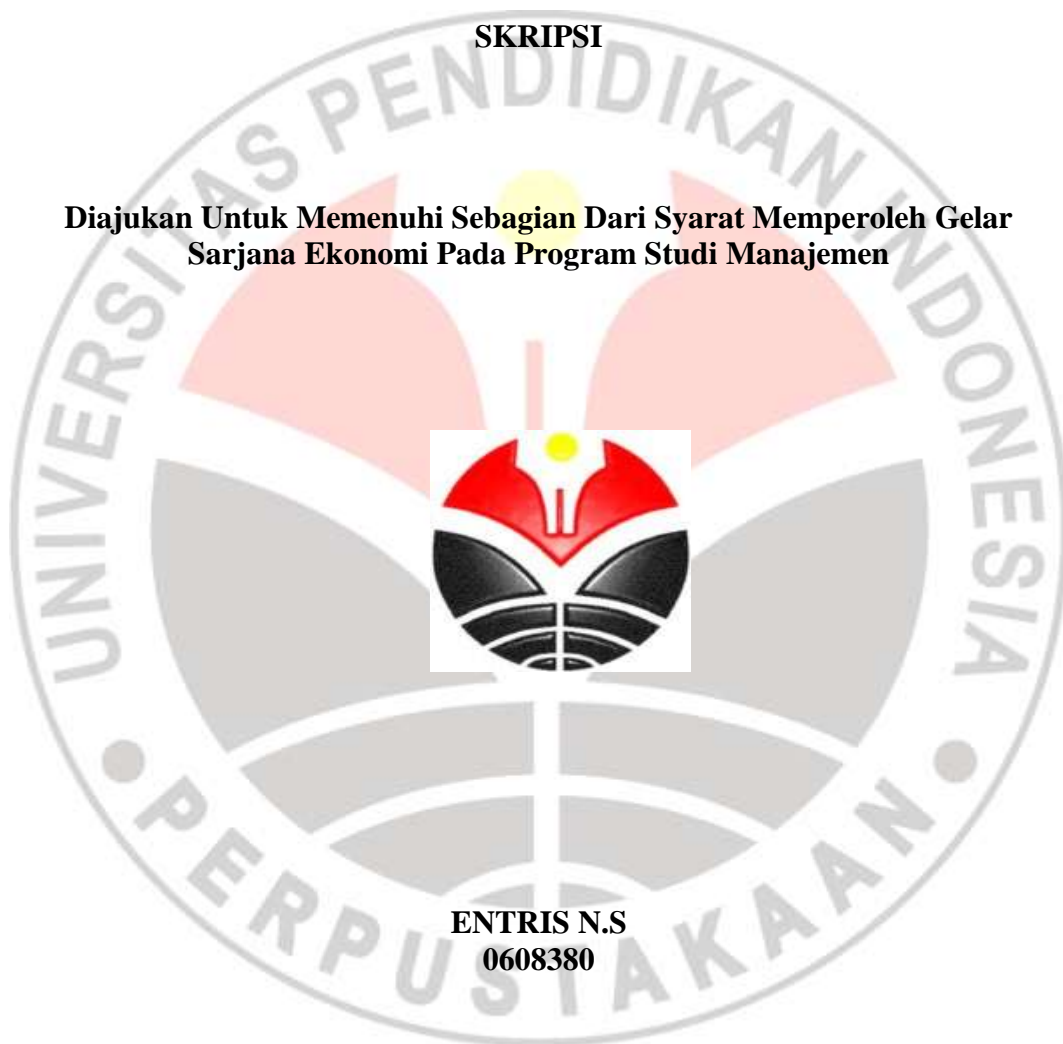 SKRIPSI
UNIVERSITAS PENDIDIKAN INDONESIA
Diajukan Untuk Memenuhi Sebagian Dari Syarat Memperoleh Gelar
Sarjana Ekonomi Pada Program Studi Manajemen
ENTRIS N.S
0608380
PERPUSTAKAAN